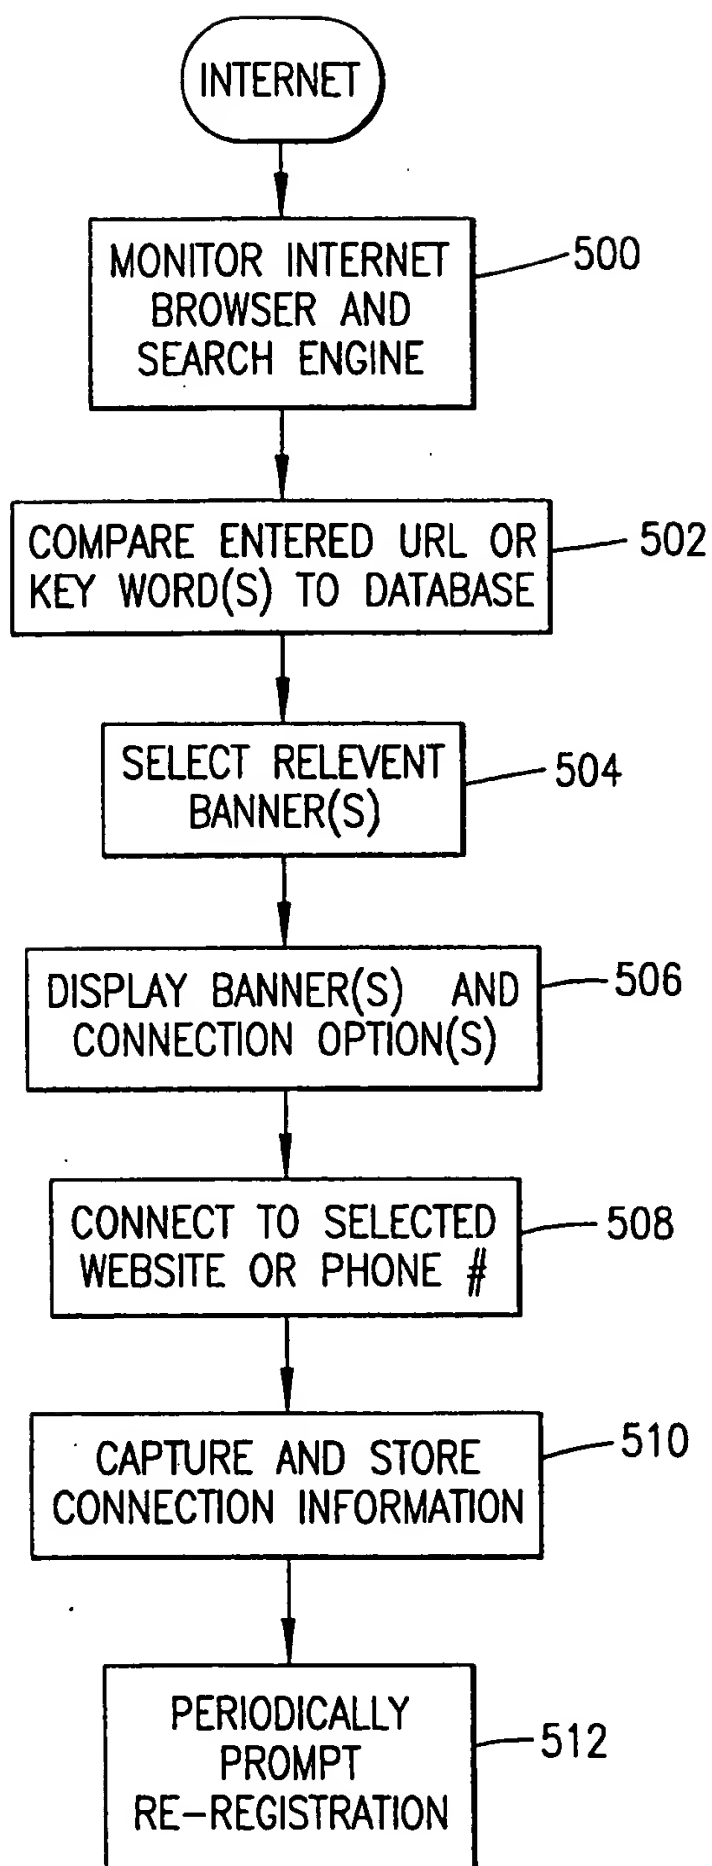 INTERNET
MONITOR INTERNET
BROWSER AND
SEARCH ENGINE
500
COMPARE ENTERED URL OR
KEY WORD(S) TO DATABASE
502
SELECT RELEVENT
BANNER(S)
504
DISPLAY BANNER(S) AND
CONNECTION OPTION(S)
506
CONNECT TO SELECTED
WEBSITE OR PHONE #
508
CAPTURE AND STORE
CONNECTION INFORMATION
510
PERIODICALLY
PROMPT
RE-REGISTRATION
512